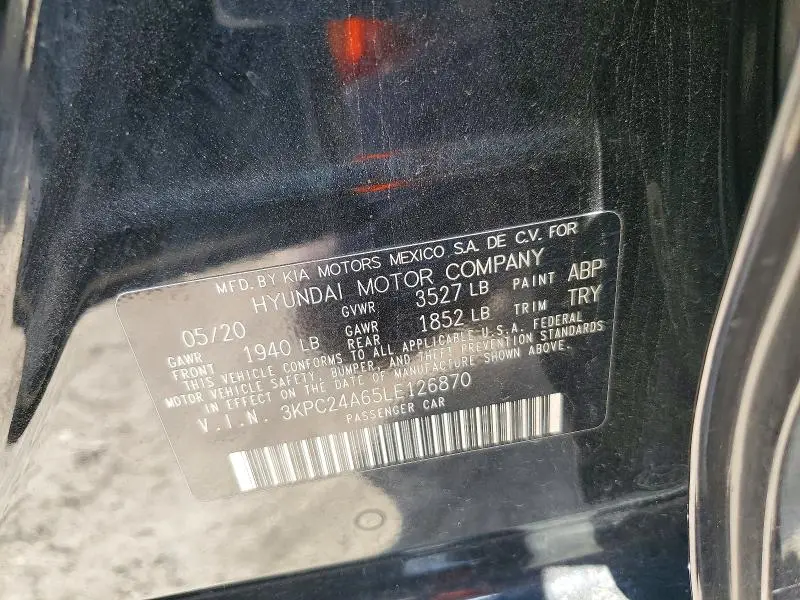 MFD. BY KIA MOTORS MEXICO S.A. DE C.V. FOR
HYUNDAI MOTOR COMPANY
05/20 GVWR 3527 LB PAINT ABP
GAWR FRONT 1940 LB GAWR REAR 1852 LB TRIM TRY
THIS VEHICLE CONFORMS TO ALL APPLICABLE U.S.A. FEDERAL
MOTOR VEHICLE SAFETY, BUMPER, AND THEFT PREVENTION STANDARDS
IN EFFECT ON THE DATE OF MANUFACTURE SHOWN ABOVE.
V.I.N. 3KPC24A65LE126870
PASSENGER CAR